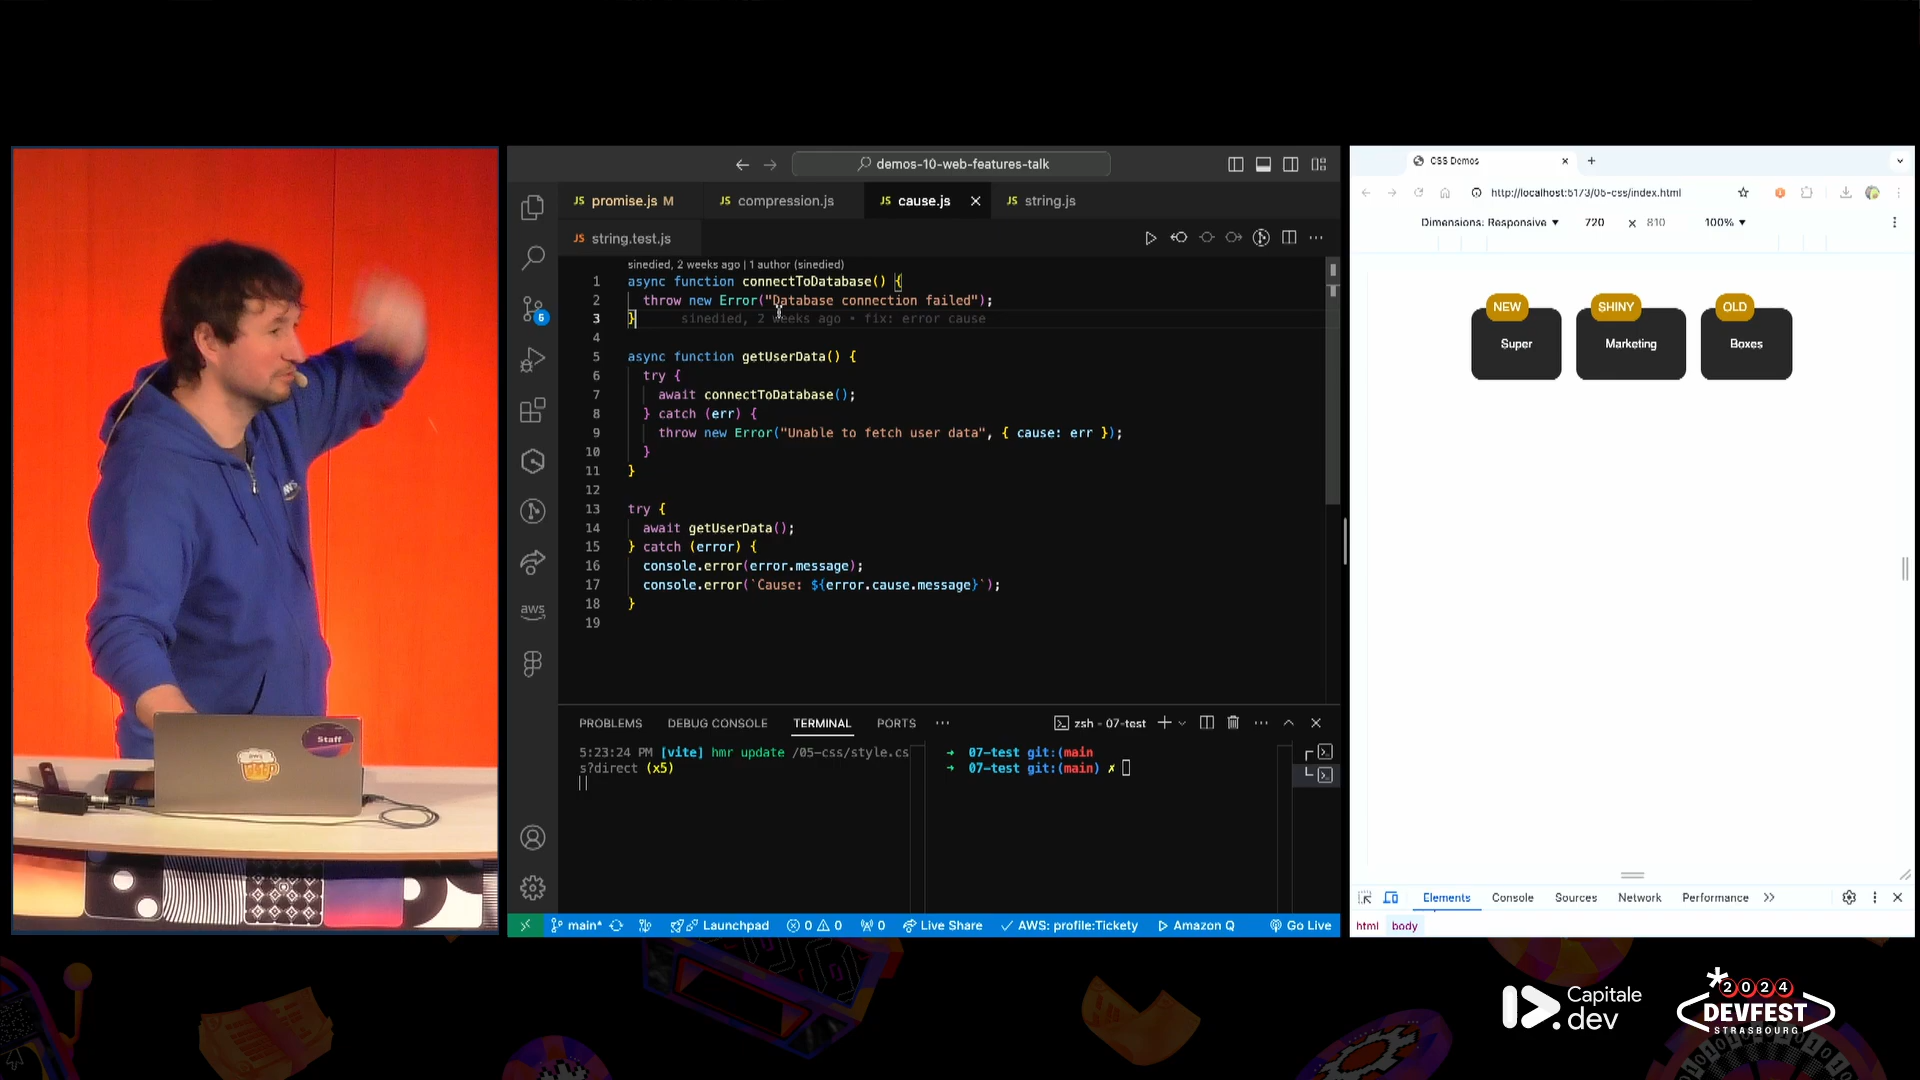 demos-10-web-features-talk
JS promise.js M
JS compression.js
JS cause.js
JS string.js
JS string.test.js
sinedied, 2 weeks ago | 1 author (sinedied)
1 async function connectToDatabase() {
2 throw new Error("Database connection failed");
3 } sinedied, 2 weeks ago • fix: error cause
4
5 async function getUserData() {
6 try {
7 await connectToDatabase();
8 } catch (err) {
9 throw new Error("Unable to fetch user data", { cause: err });
10 }
11 }
12
13 try {
14 await getUserData();
15 } catch (error) {
16 console.error(error.message);
17 console.error(`Cause: ${error.cause.message}`);
18 }
19
5
aws
PROBLEMS DEBUG CONSOLE TERMINAL PORTS
zsh - 07-test
5:23:24 PM [vite] hmr update /05-css/style.cs
s?direct (x5)
➜ 07-test git:(main
➜ 07-test git:(main) ✗
main* Launchpad 0 0 0 Live Share AWS: profile:Tickety Amazon Q Go Live
CSS Demos
http://localhost:5173/05-css/index.html
Dimensions: Responsive 720 x 810 100%
NEW
Super
SHINY
Marketing
OLD
Boxes
Elements Console Sources Network Performance
html body
aws
Staff
Capitale
dev
2024
DEVFEST
STRASBOURG